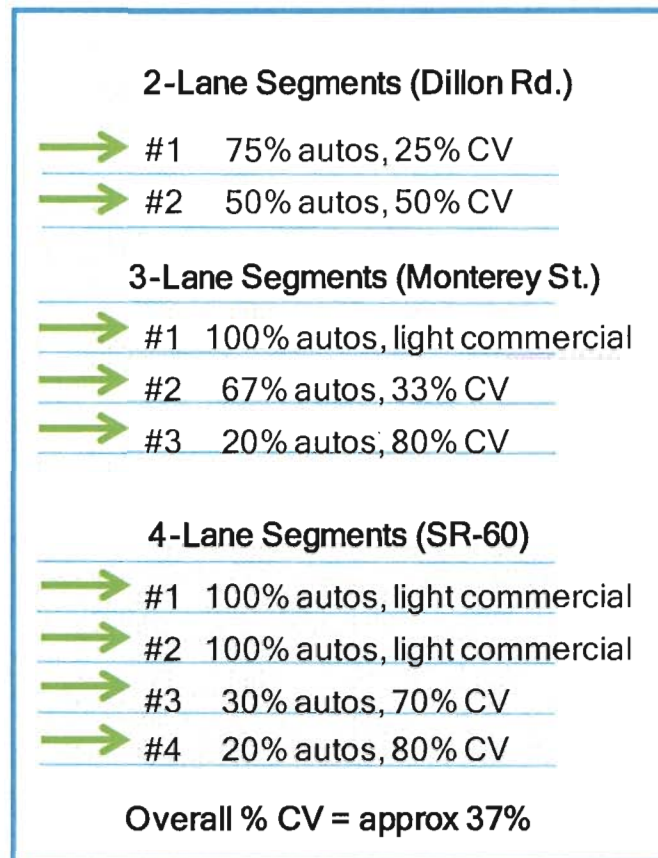 2-Lane Segments (Dillon Rd.)
#1 75% autos, 25% CV
#2 50% autos, 50% CV
3-Lane Segments (Monterey St.)
#1 100% autos, light commercial
#2 67% autos, 33% CV
#3 20% autos, 80% CV
4-Lane Segments (SR-60)
#1 100% autos, light commercial
#2 100% autos, light commercial
#3 30% autos, 70% CV
#4 20% autos, 80% CV
Overall % CV = approx 37%